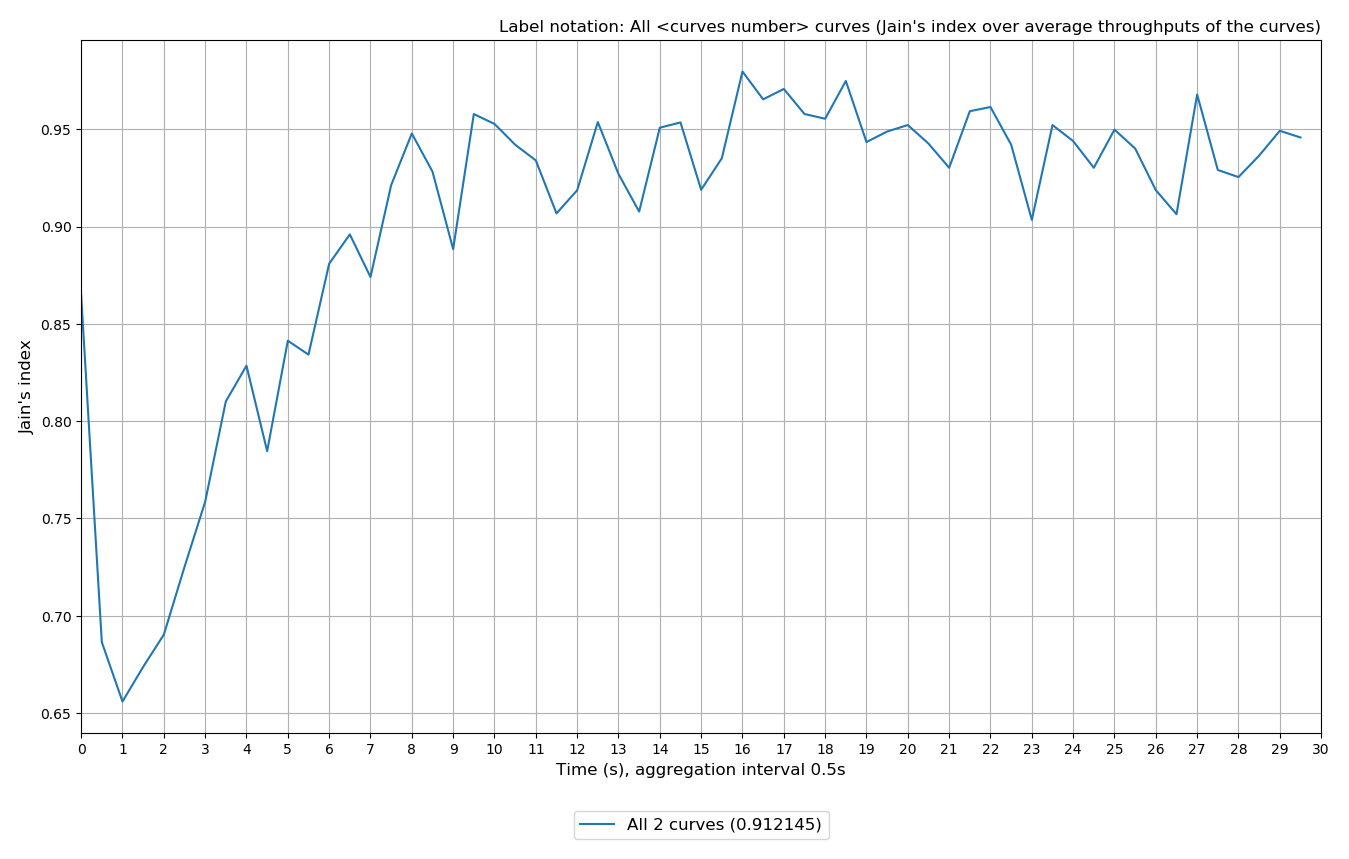 Label notation: All <curves number> curves (Jain's index over average throughputs of the curves)
0.95
0.90
0.85
0.80
0.75
0.70
0.65
Jain's index
0 1 2 3 4 5 6 7 8 9 10 11 12 13 14 15 16 17 18 19 20 21 22 23 24 25 26 27 28 29 30
Time (s), aggregation interval 0.5s
All 2 curves (0.912145)